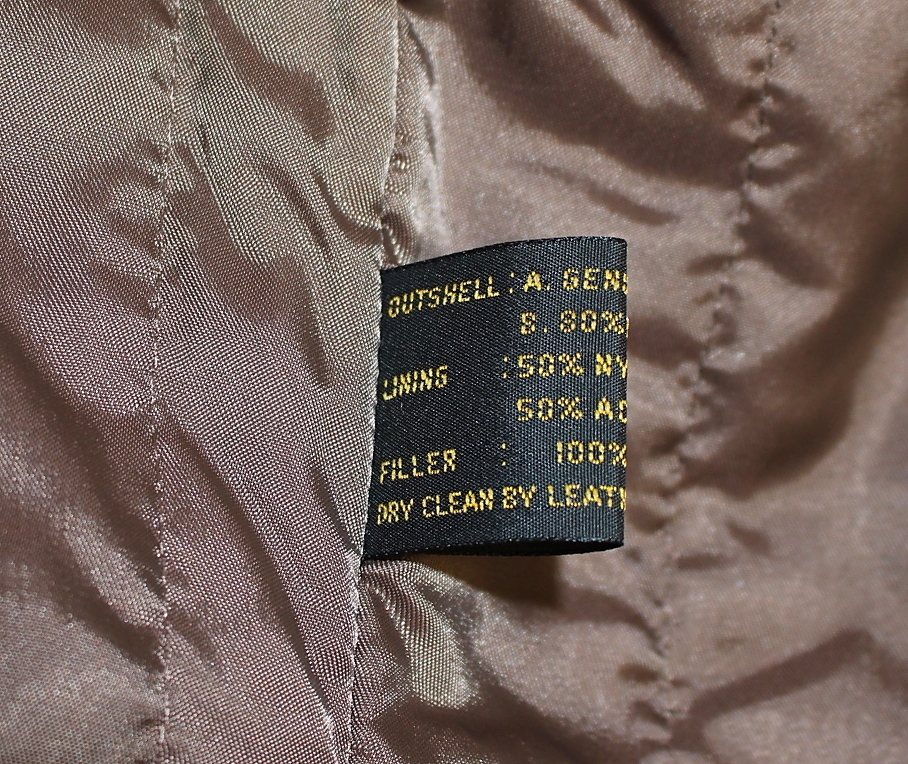 OUTSHELL : A. GENU
B. 80%
LINING : 50% NY
50% AC
FILLER : 100%
DRY CLEAN BY LEATH